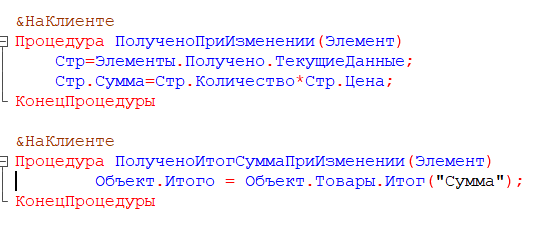 &НаКлиенте
Процедура ПолученоПриИзменении(Элемент)
    Стр=Элементы.Получено.ТекущиеДанные;
    Стр.Сумма=Стр.Количество*Стр.Цена;
КонецПроцедуры

&НаКлиенте
Процедура ПолученоИтогСуммаПриИзменении(Элемент)
        Объект.Итого = Объект.Товары.Итог("Сумма");
КонецПроцедуры